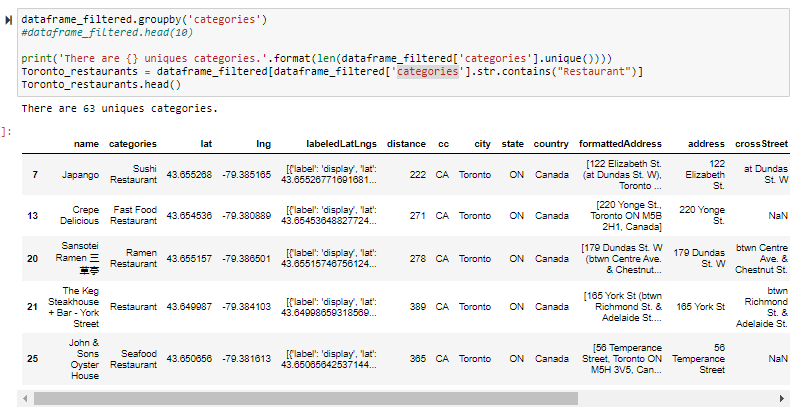 dataframe_filtered.groupby('categories')
#dataframe_filtered.head(10)
print('There are {} uniques categories.'.format(len(dataframe_filtered['categories'].unique())))
Toronto_restaurants = dataframe_filtered[dataframe_filtered['categories'].str.contains("Restaurant")]
Toronto_restaurants.head()
There are 63 uniques categories.
]:
name categories lat lng labeledLatLngs distance cc city state country formattedAddress address crossStreet
7 Japango Sushi Restaurant 43.655268 -79.385165 [{'label': 'display', 'lat': 43.65526771691681... 222 CA Toronto ON Canada [122 Elizabeth St. (at Dundas St. W), Toronto ... 122 Elizabeth St. at Dundas St. W
13 Crepe Delicious Fast Food Restaurant 43.654536 -79.380889 [{'label': 'display', 'lat': 43.65453648827724... 271 CA Toronto ON Canada [220 Yonge St., Toronto ON M5B 2H1, Canada] 220 Yonge St. NaN
20 Sansotei Ramen 三草亭 Ramen Restaurant 43.655157 -79.386501 [{'label': 'display', 'lat': 43.65515746756124... 278 CA Toronto ON Canada [179 Dundas St. W (btwn Centre Ave. & Chestnut... 179 Dundas St. W btwn Centre Ave. & Chestnut St.
21 The Keg Steakhouse + Bar - York Street Restaurant 43.649987 -79.384103 [{'label': 'display', 'lat': 43.64998659318569... 389 CA Toronto ON Canada [165 York St (btwn Richmond St. & Adelaide St.... 165 York St btwn Richmond St. & Adelaide St.
25 John & Sons Oyster House Seafood Restaurant 43.650656 -79.381613 [{'label': 'display', 'lat': 43.65065642537144... 365 CA Toronto ON Canada [56 Temperance Street, Toronto ON M5H 3V5, Can... 56 Temperance Street NaN